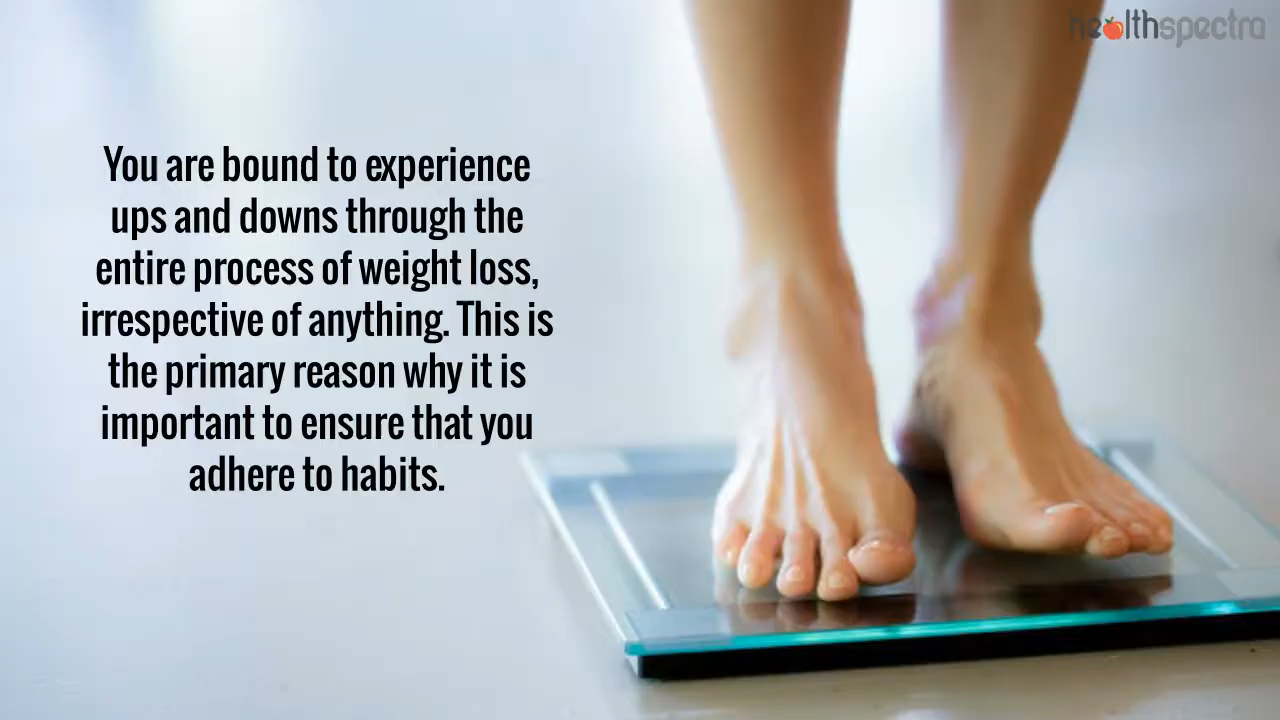 healthspectra
You are bound to experience
ups and downs through the
entire process of weight loss,
irrespective of anything. This is
the primary reason why it is
important to ensure that you
adhere to habits.